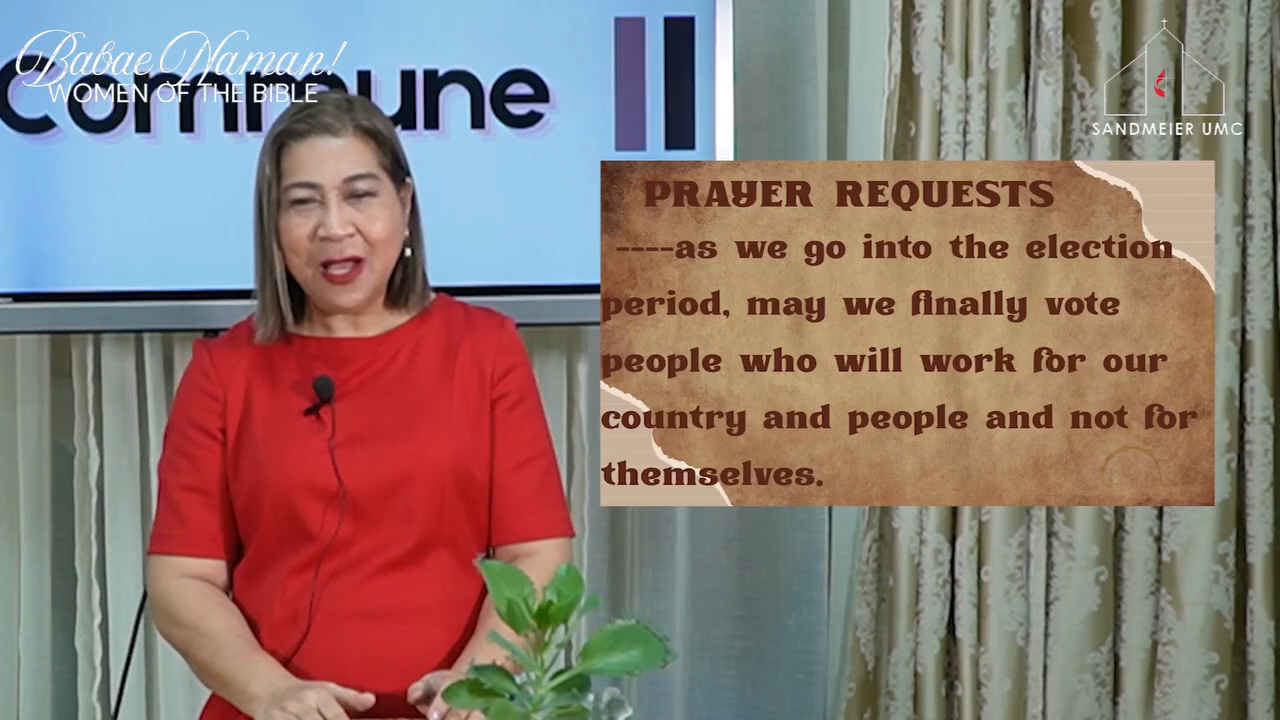 Babae Naman!
WOMEN OF THE BIBLE
Commune
SANDMEIER UMC
PRAYER REQUESTS
----as we go into the election
period, may we finally vote
people who will work for our
country and people and not for
themselves.